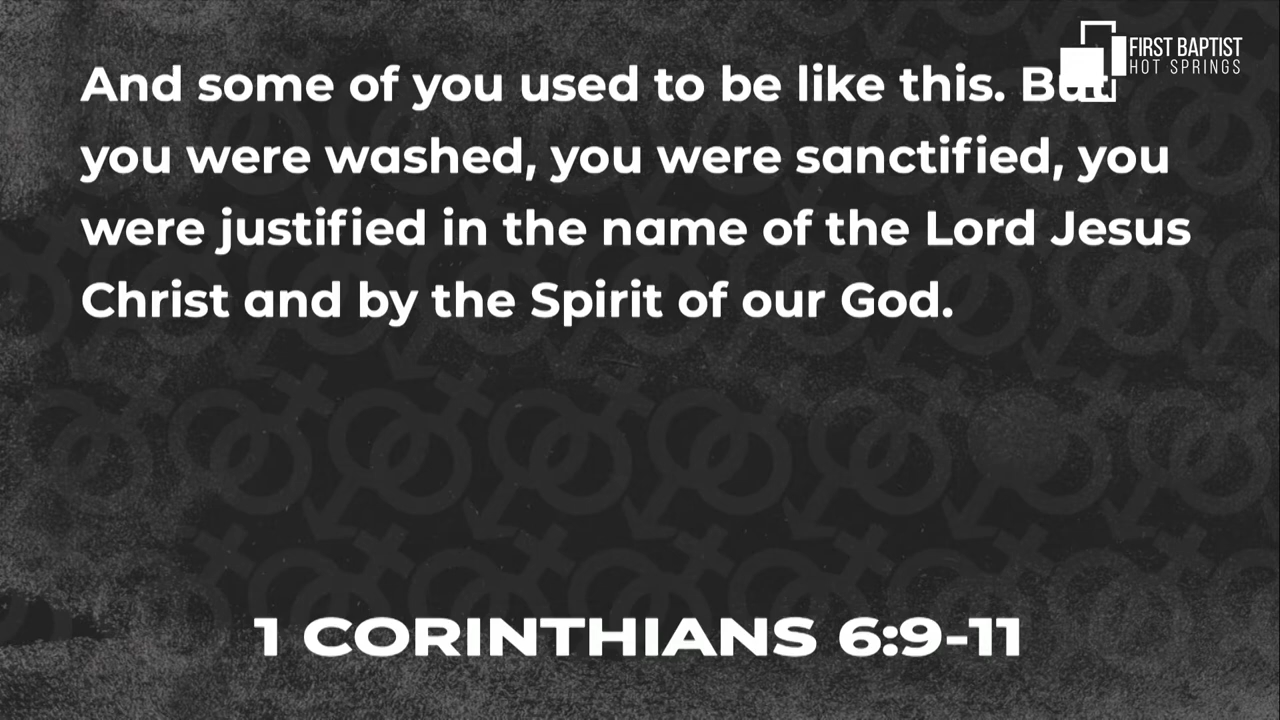 FIRST BAPTIST
HOT SPRINGS
And some of you used to be like this. But
you were washed, you were sanctified, you
were justified in the name of the Lord Jesus
Christ and by the Spirit of our God.
1 CORINTHIANS 6:9-11